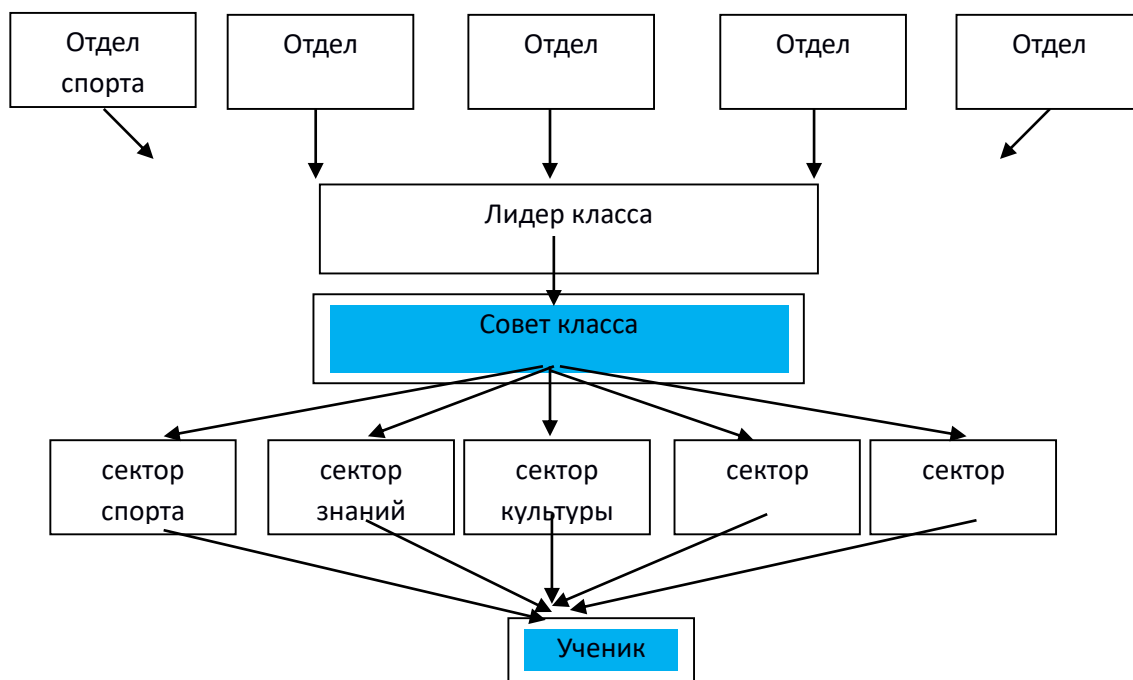 Отдел
спорта
Отдел
Отдел
Отдел
Отдел
Лидер класса
Совет класса
сектор
спорта
сектор
знаний
сектор
культуры
сектор
сектор
Ученик